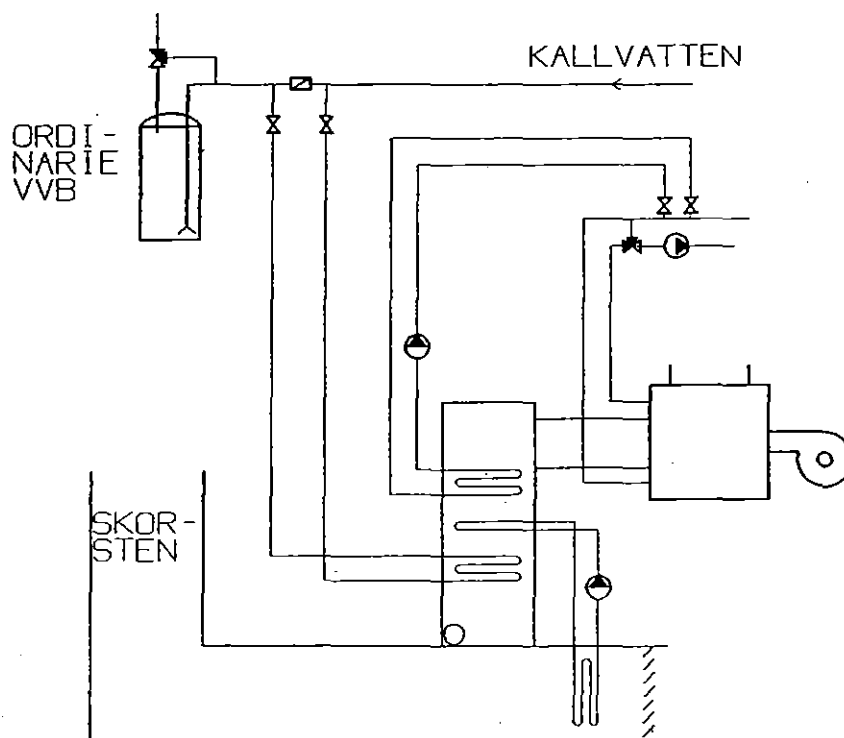 KALLVATTEN
ORDI-
NARIE
VVB
SKOR-
STEN